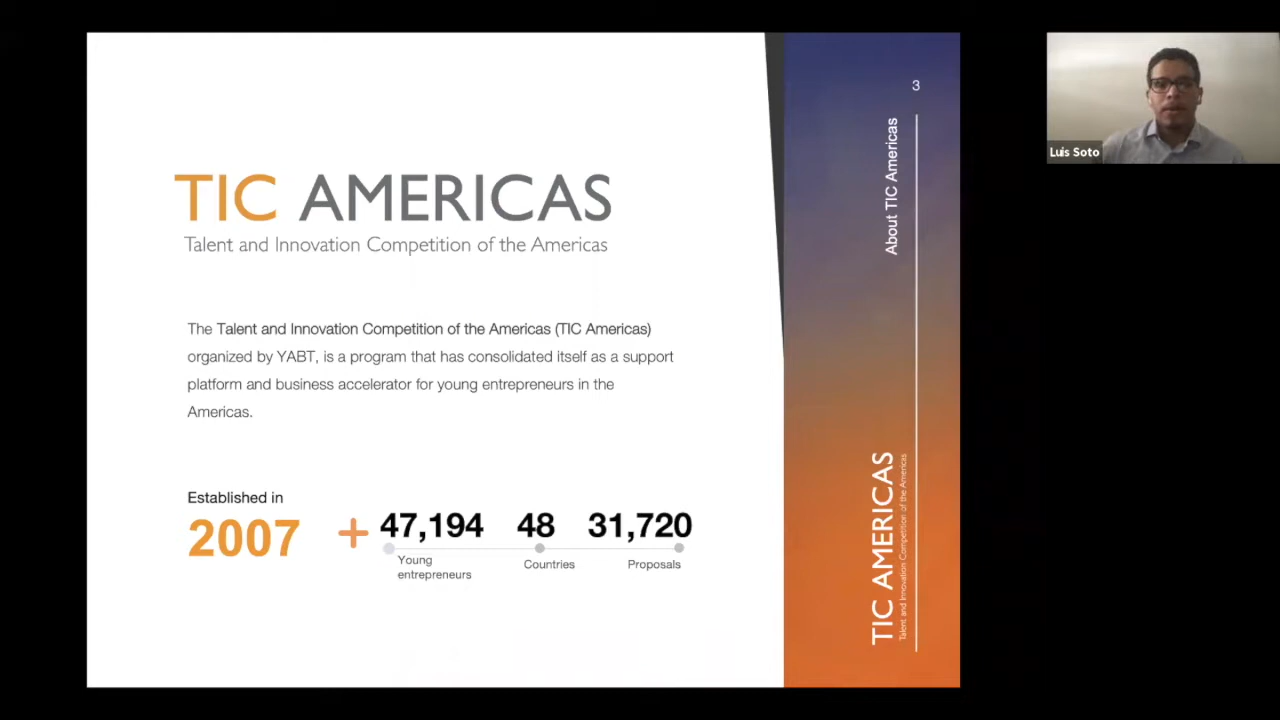 TIC AMERICAS
Talent and Innovation Competition of the Americas
The Talent and Innovation Competition of the Americas (TIC Americas)
organized by YABT, is a program that has consolidated itself as a support
platform and business accelerator for young entrepreneurs in the
Americas.
Established in
2007
+ 47,194 48 31,720
Young
entrepreneurs
Countries
Proposals
3
About TIC Americas
TIC AMERICAS
Talent and Innovation Competition of the Americas
Luis Soto